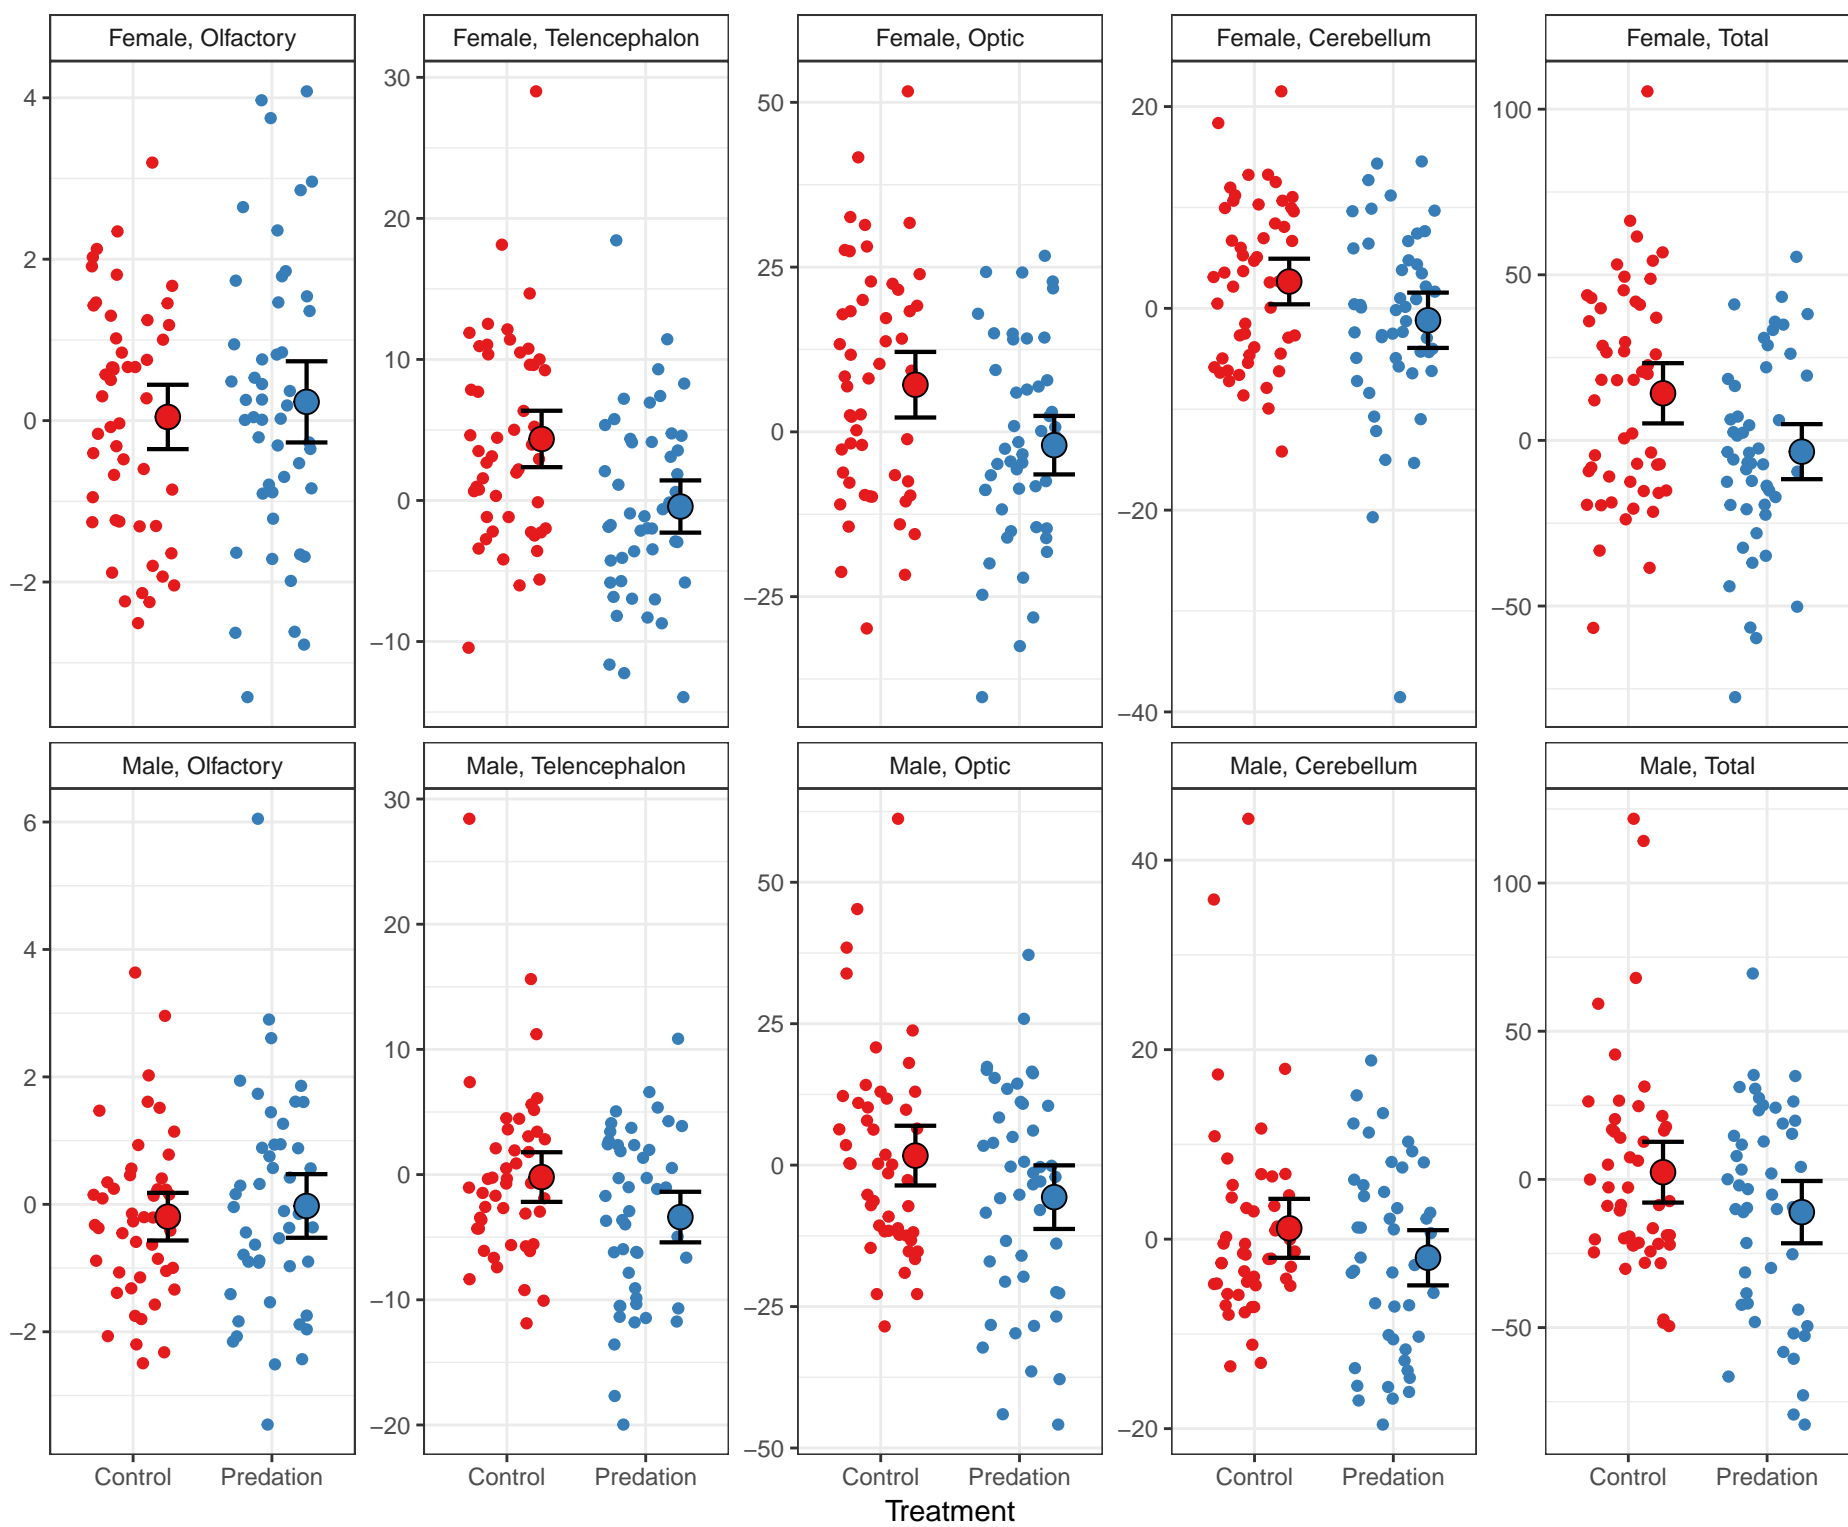 Female, Olfactory
Female, Telencephalon
Female, Optic
Female, Cerebellum
Female, Total
4
2
0
−2
30
20
10
0
−10
50
25
0
−25
20
0
−20
−40
100
50
0
−50
Male, Olfactory
Male, Telencephalon
Male, Optic
Male, Cerebellum
Male, Total
6
4
2
0
−2
30
20
10
0
−10
−20
50
25
0
−25
−50
40
20
0
−20
100
50
0
−50
Control Predation
Control Predation
Control Predation
Control Predation
Control Predation
Treatment